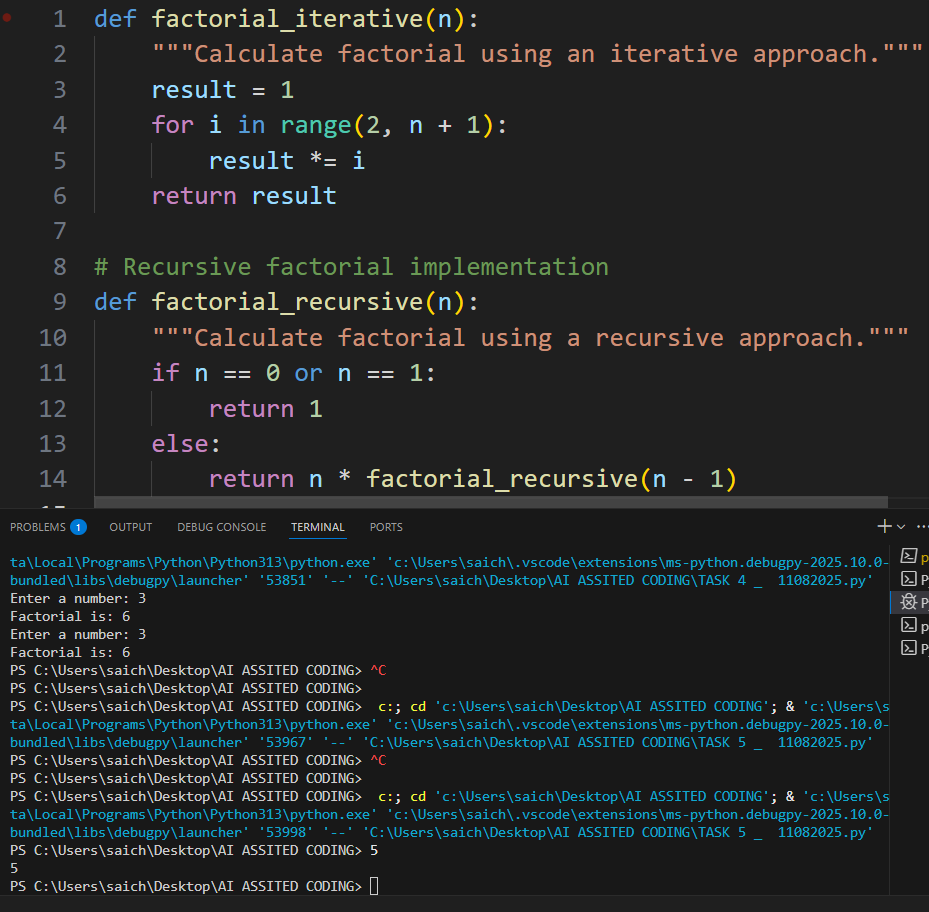 1 def factorial_iterative(n):
2 """Calculate factorial using an iterative approach."""
3 result = 1
4 for i in range(2, n + 1):
5 result *= i
6 return result
7
8 # Recursive factorial implementation
9 def factorial_recursive(n):
10 """Calculate factorial using a recursive approach."""
11 if n == 0 or n == 1:
12 return 1
13 else:
14 return n * factorial_recursive(n - 1)
PROBLEMS 1 OUTPUT DEBUG CONSOLE TERMINAL PORTS
ta\Local\Programs\Python\Python313\python.exe' 'c:\Users\saich\.vscode\extensions\ms-python.debugpy-2025.10.0-
bundled\libs\debugpy\launcher' '53851' '--' 'C:\Users\saich\Desktop\AI ASSITED CODING\TASK 4 _  11082025.py'
Enter a number: 3
Factorial is: 6
Enter a number: 3
Factorial is: 6
PS C:\Users\saich\Desktop\AI ASSITED CODING> ^C
PS C:\Users\saich\Desktop\AI ASSITED CODING>
PS C:\Users\saich\Desktop\AI ASSITED CODING>  c:; cd 'c:\Users\saich\Desktop\AI ASSITED CODING'; & 'c:\Users\s
ta\Local\Programs\Python\Python313\python.exe' 'c:\Users\saich\.vscode\extensions\ms-python.debugpy-2025.10.0-
bundled\libs\debugpy\launcher' '53967' '--' 'C:\Users\saich\Desktop\AI ASSITED CODING\TASK 5 _  11082025.py'
PS C:\Users\saich\Desktop\AI ASSITED CODING> ^C
PS C:\Users\saich\Desktop\AI ASSITED CODING>
PS C:\Users\saich\Desktop\AI ASSITED CODING>  c:; cd 'c:\Users\saich\Desktop\AI ASSITED CODING'; & 'c:\Users\s
ta\Local\Programs\Python\Python313\python.exe' 'c:\Users\saich\.vscode\extensions\ms-python.debugpy-2025.10.0-
bundled\libs\debugpy\launcher' '53998' '--' 'C:\Users\saich\Desktop\AI ASSITED CODING\TASK 5 _  11082025.py'
PS C:\Users\saich\Desktop\AI ASSITED CODING> 5
5
PS C:\Users\saich\Desktop\AI ASSITED CODING>